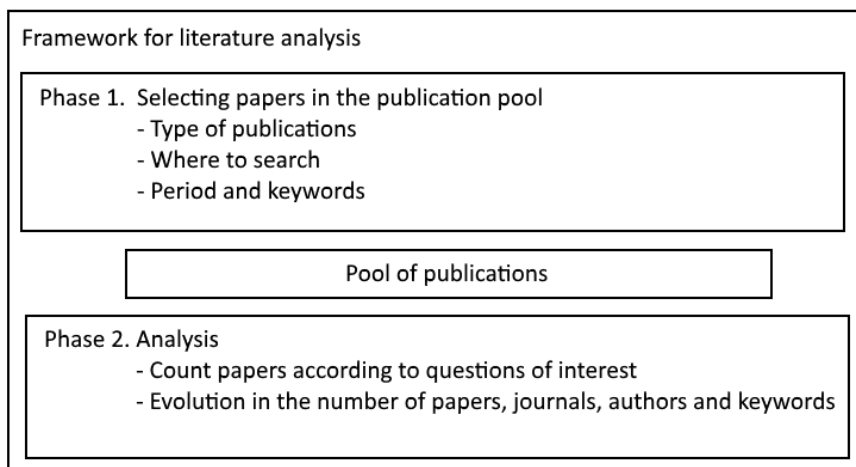 Framework for literature analysis
Phase 1. Selecting papers in the publication pool
- Type of publications
- Where to search
- Period and keywords
Pool of publications
Phase 2. Analysis
- Count papers according to questions of interest
- Evolution in the number of papers, journals, authors and keywords